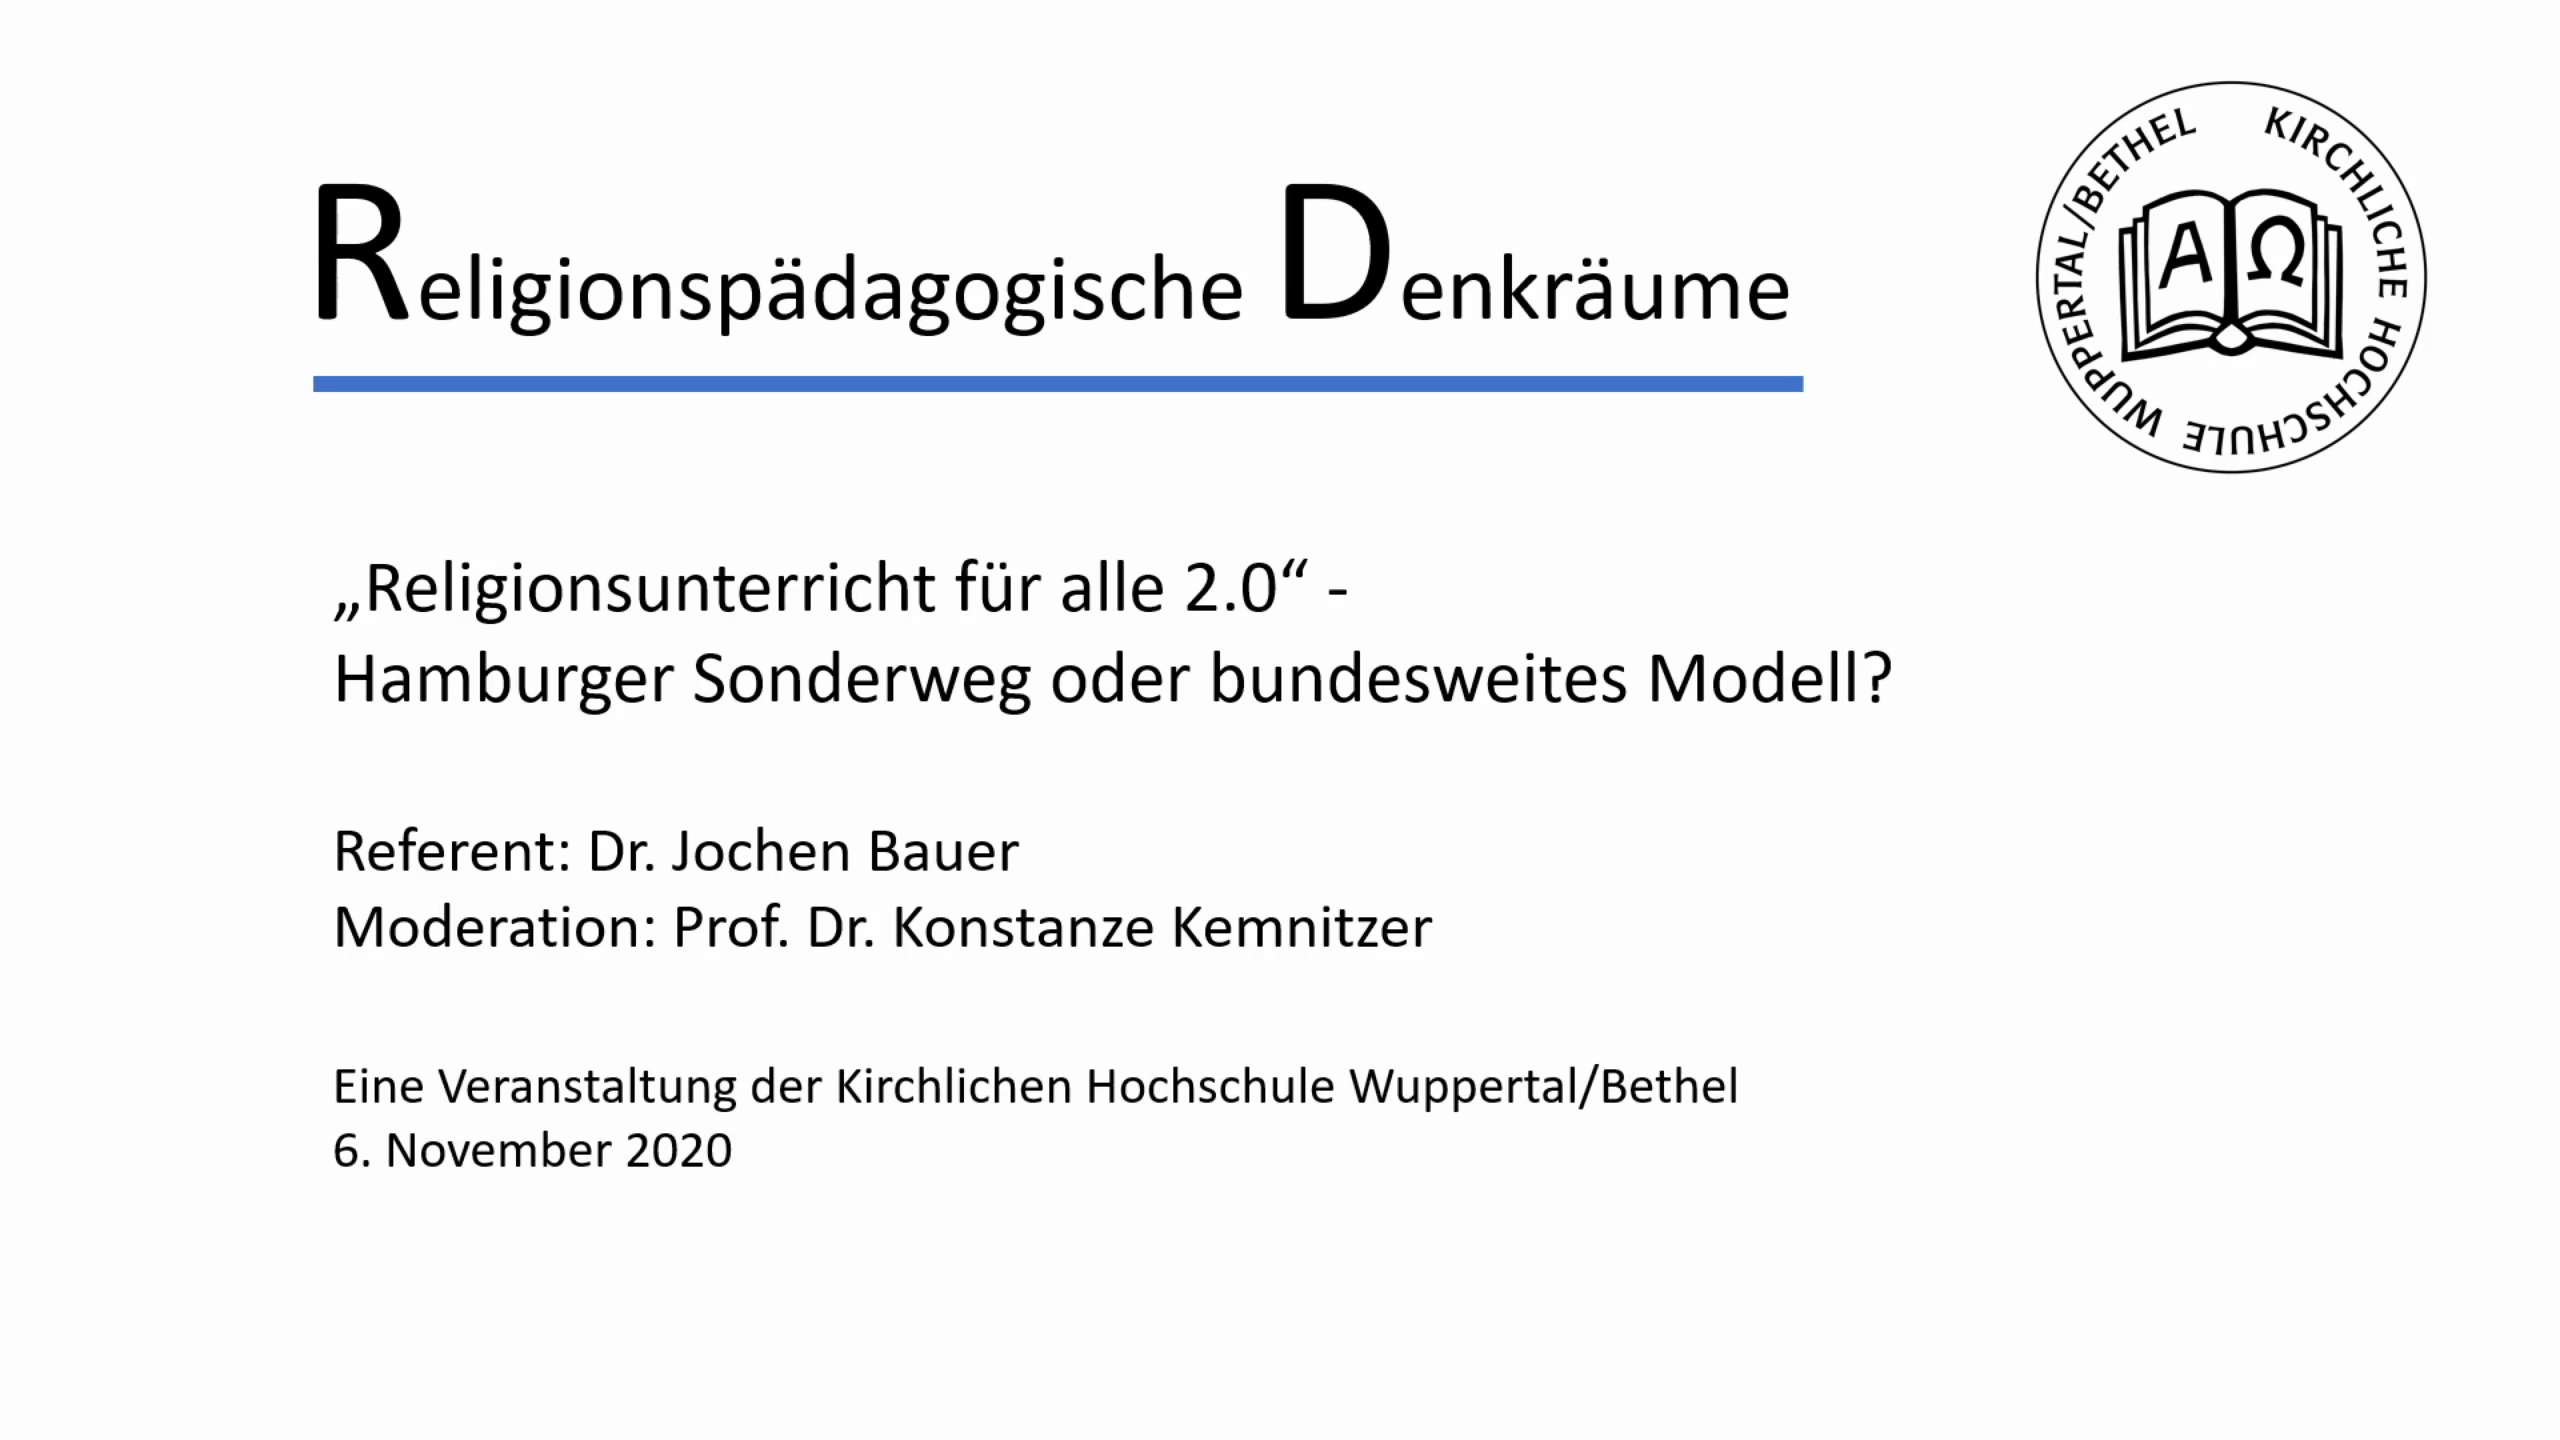 Religionspädagogische Denkräume
KIRCHLICHE HOCHSCHULE WUPPERTAL/BETHEL
Α Ω
„Religionsunterricht für alle 2.0“ -
Hamburger Sonderweg oder bundesweites Modell?
Referent: Dr. Jochen Bauer
Moderation: Prof. Dr. Konstanze Kemnitzer
Eine Veranstaltung der Kirchlichen Hochschule Wuppertal/Bethel
6. November 2020